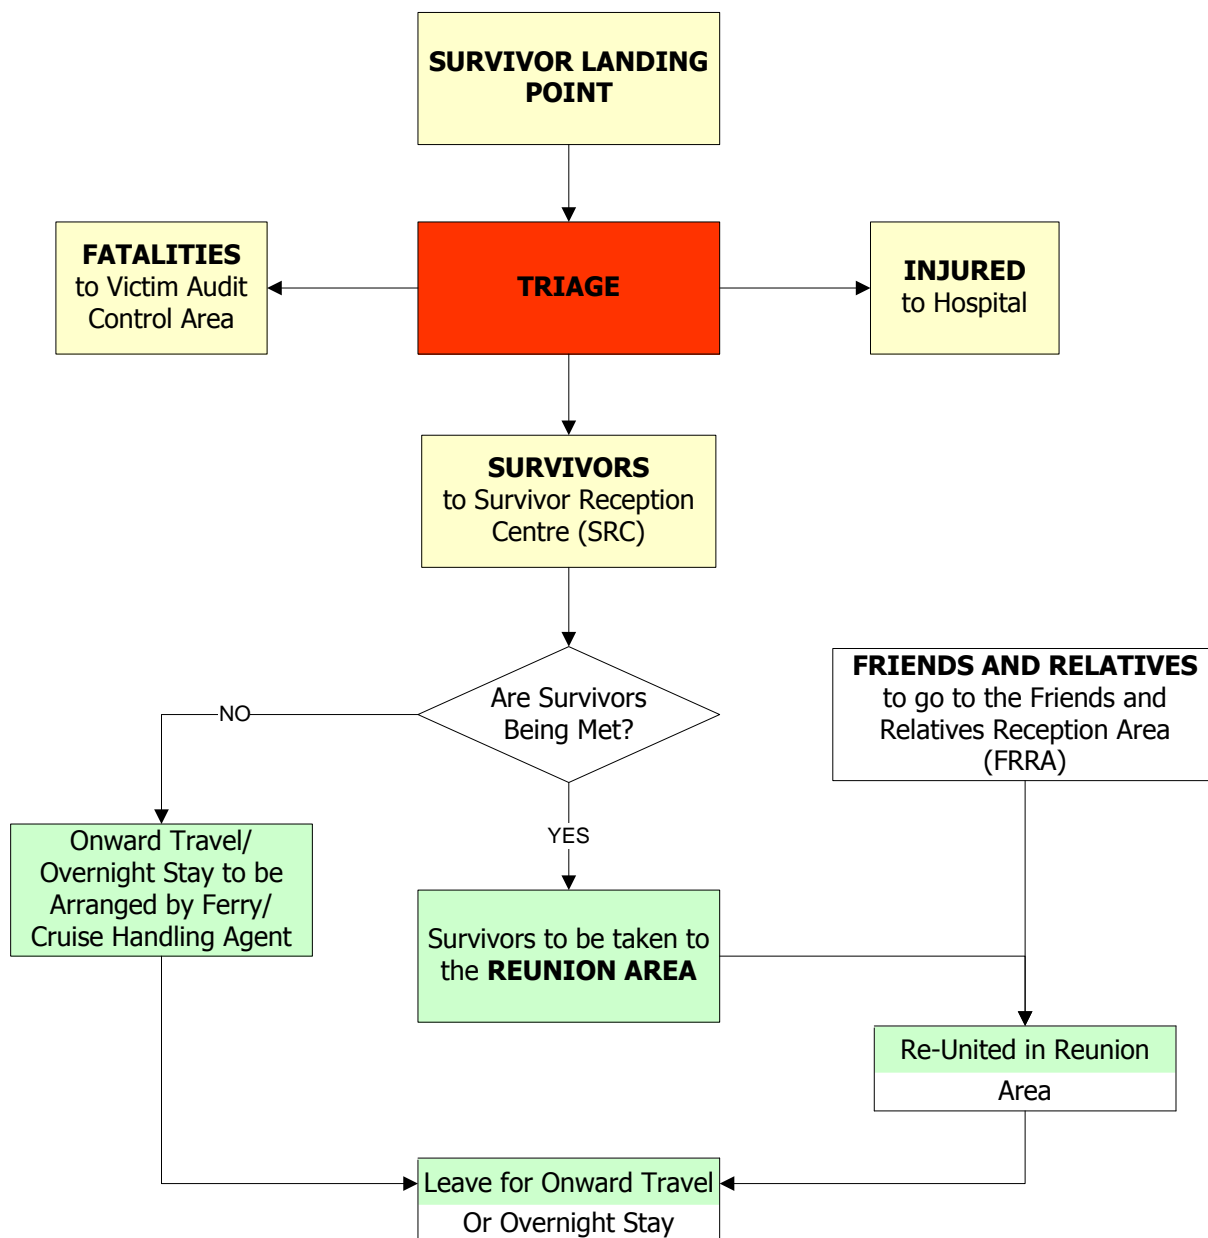 SURVIVOR LANDING
POINT
FATALITIES
to Victim Audit
Control Area
TRIAGE
INJURED
to Hospital
SURVIVORS
to Survivor Reception
Centre (SRC)
Are Survivors
Being Met?
FRIENDS AND RELATIVES
to go to the Friends and
Relatives Reception Area
(FRRA)
NO
YES
Onward Travel/
Overnight Stay to be
Arranged by Ferry/
Cruise Handling Agent
Survivors to be taken to
the REUNION AREA
Re-United in Reunion
Area
Leave for Onward Travel
Or Overnight Stay